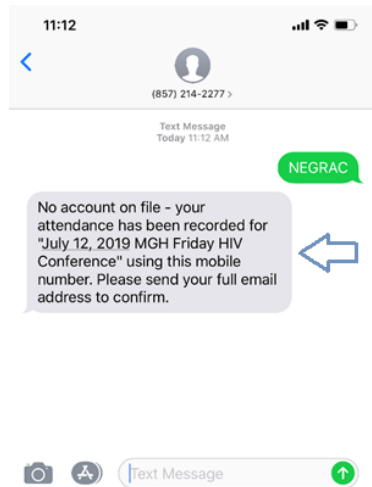 11:12
(857) 214-2277 >
Text Message
Today 11:12 AM
NEGRAC
No account on file - your
attendance has been recorded for
"July 12, 2019 MGH Friday HIV
Conference" using this mobile
number. Please send your full email
address to confirm.
Text Message